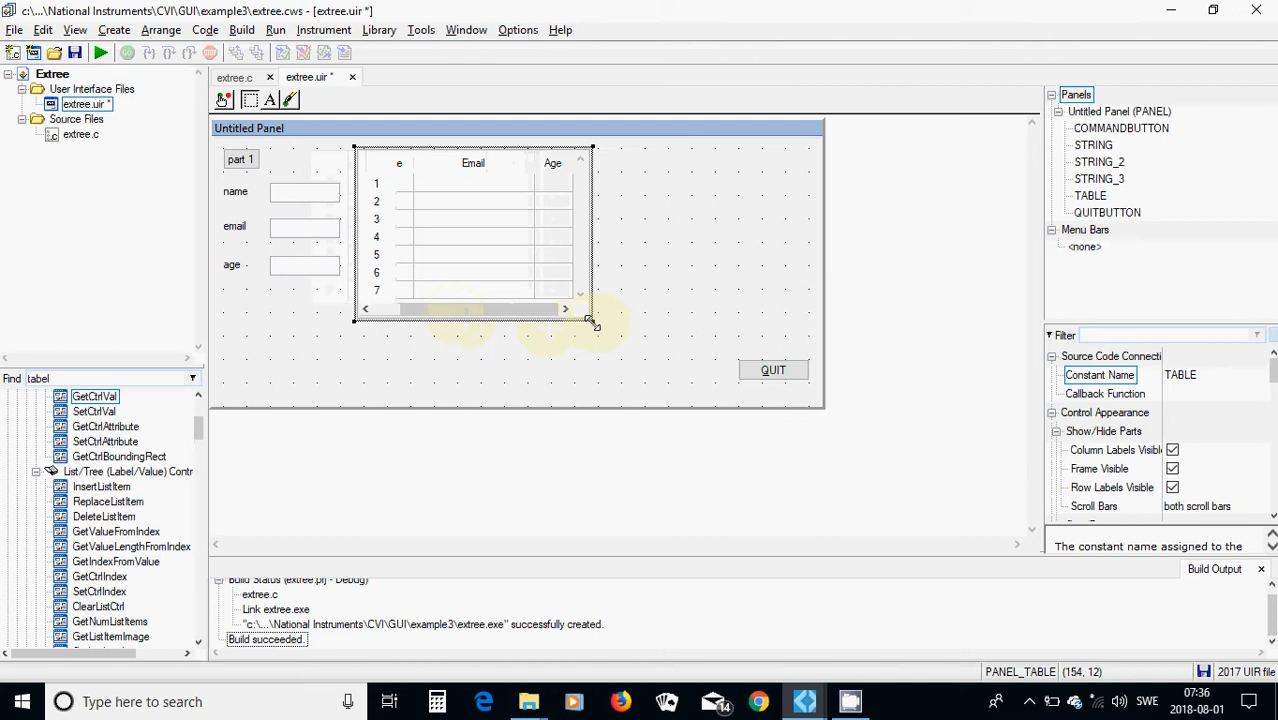 c:\...\National Instruments\CVI\GUI\example3\extree.cws - [extree.uir *]
File Edit View Create Arrange Code Build Run Instrument Library Tools Window Options Help
Extree
User Interface Files
extree.uir *
Source Files
extree.c
extree.c
extree.uir *
A
Untitled Panel
part 1
name
email
age
e Email Age
1
2
3
4
5
6
7
QUIT
Panels
Untitled Panel (PANEL)
COMMANDBUTTON
STRING
STRING_2
STRING_3
TABLE
QUITBUTTON
Menu Bars
<none>
Filter
Source Code Connecti
Constant Name TABLE
Callback Function
Control Appearance
Show/Hide Parts
Column Labels Visibl
Frame Visible
Row Labels Visible
Scroll Bars both scroll bars
The constant name assigned to the
Find tabel
GetCtrlVal
SetCtrlVal
GetCtrlAttribute
SetCtrlAttribute
GetCtrlBoundingRect
List/Tree (Label/Value) Contr
InsertListItem
ReplaceListItem
DeleteListItem
GetValueFromIndex
GetValueLengthFromIndex
GetIndexFromValue
GetCtrlIndex
SetCtrlIndex
ClearListCtrl
GetNumListItems
GetListItemImage
Build Output
Build Status (extree.prj - Debug)
extree.c
Link extree.exe
"c:\...\National Instruments\CVI\GUI\example3\extree.exe" successfully created.
Build succeeded.
PANEL_TABLE (154, 12) 2017 UIR file
Type here to search
14
SWE
07:36
2018-08-01